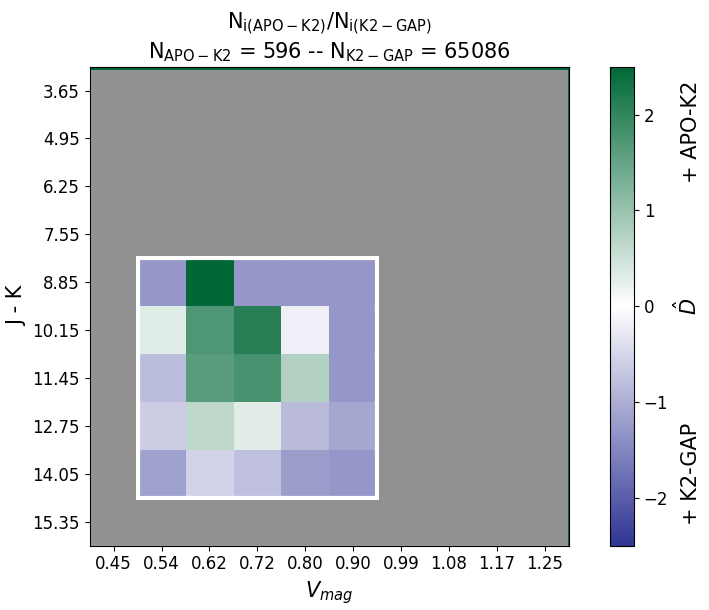 N_i(APO−K2)/N_i(K2−GAP)
N_APO−K2 = 596 -- N_K2−GAP = 65086
3.65
4.95
6.25
7.55
8.85
10.15
11.45
12.75
14.05
15.35
J - K
0.45 0.54 0.62 0.72 0.80 0.90 0.99 1.08 1.17 1.25
V_mag
2
1
0
−1
−2
+ APO-K2
D̂
+ K2-GAP